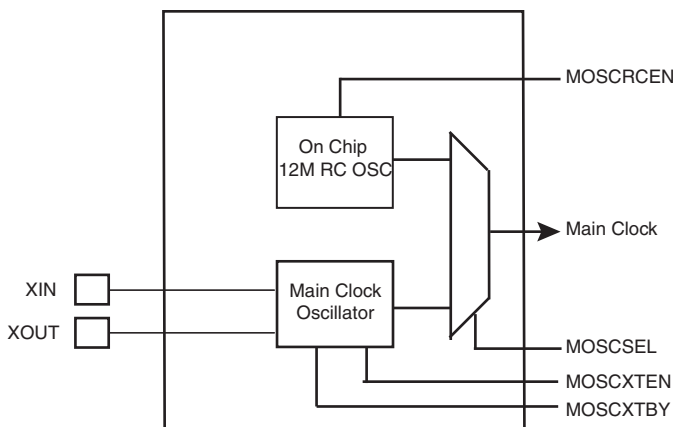 MOSCRCEN
On Chip
12M RC OSC
Main Clock
XIN
Main Clock
Oscillator
XOUT
MOSCSEL
MOSCXTEN
MOSCXTBY